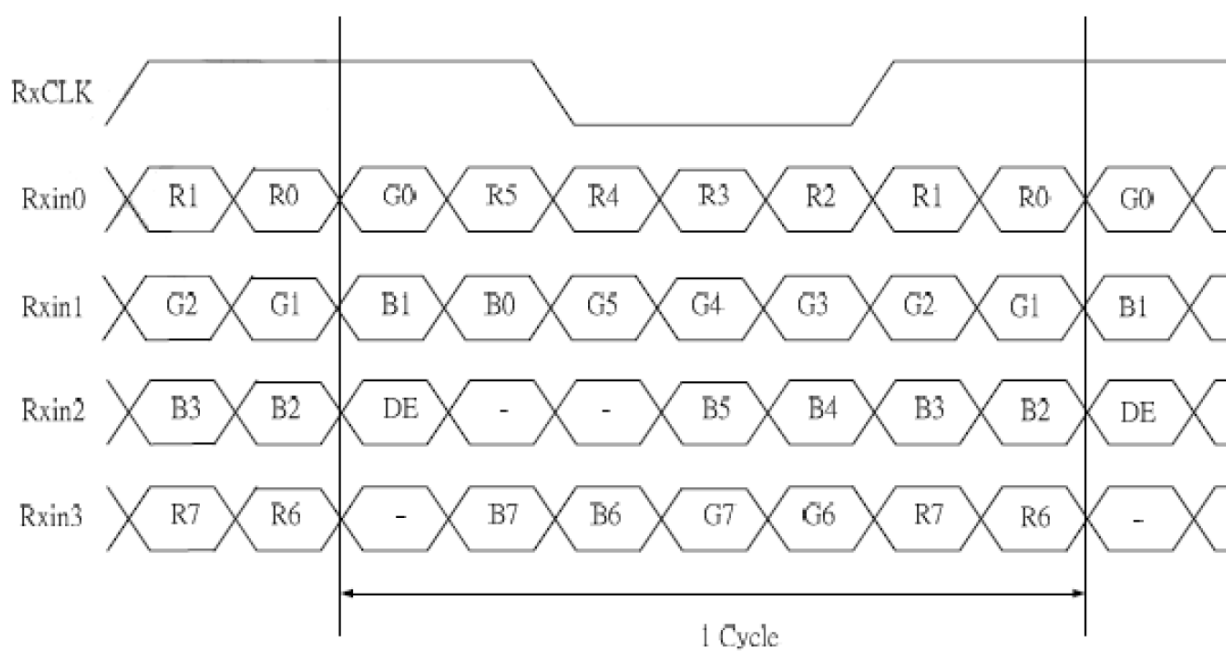 RxCLK
Rxin0 R1 R0 G0 R5 R4 R3 R2 R1 R0 G0
Rxin1 G2 G1 B1 B0 G5 G4 G3 G2 G1 B1
Rxin2 B3 B2 DE - - B5 B4 B3 B2 DE
Rxin3 R7 R6 - B7 B6 G7 G6 R7 R6 -
1 Cycle